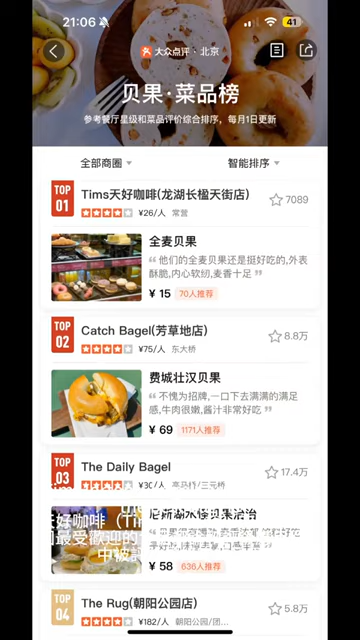 21:06
41
大众点评·北京
贝果·菜品榜
参考餐厅星级和菜品评价综合排序，每月1日更新
全部商圈
智能排序
TOP
01
Tims天好咖啡(龙湖长楹天街店)
7089
¥26/人 常营
全麦贝果
他们的全麦贝果还是挺好吃的,外表
酥脆,内心软纫,麦香十足
¥ 15 70人推荐
TOP
02
Catch Bagel(芳草地店)
8.8万
¥75/人 东大桥
费城壮汉贝果
不愧为招牌,一口下去满满的满足
感,牛肉很嫩,酱汁非常好吃
¥ 69 1171人推荐
TOP
03
The Daily Bagel
17.4万
¥ 58 636人推荐
TOP
04
The Rug(朝阳公园店)
5.8万
¥182/人 朝阳公园/团...